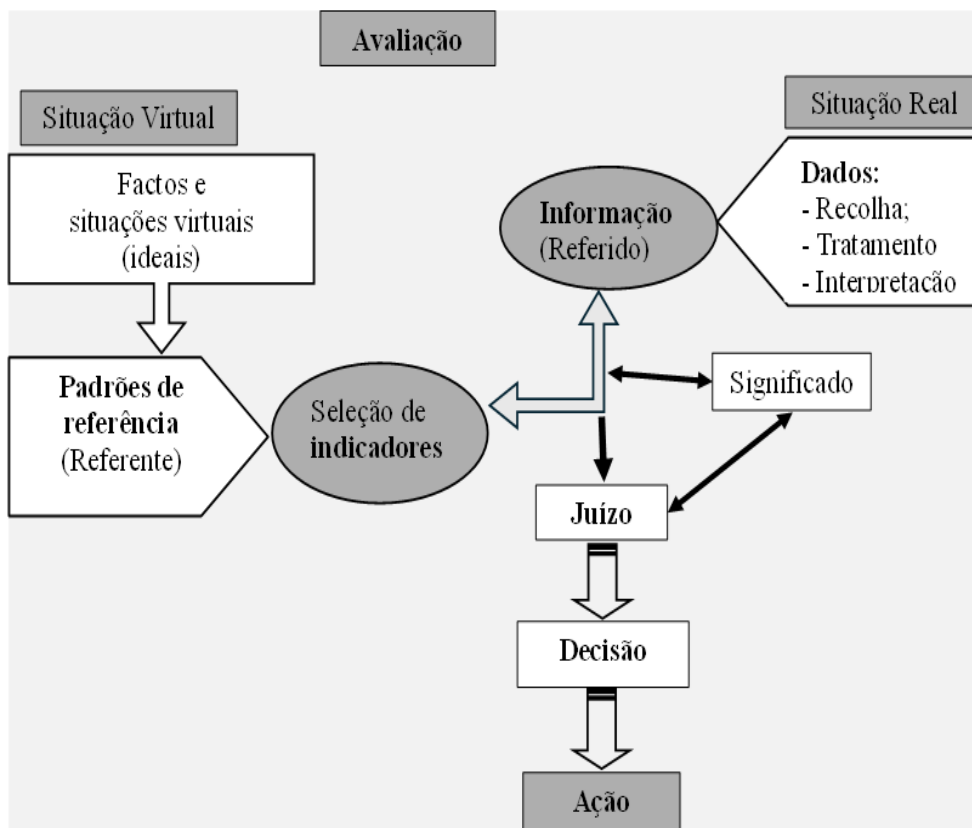 Avaliação
Situação Virtual
Situação Real
Factos e
situações virtuais
(ideais)
Informação
(Referido)
Dados:
- Recolha;
- Tratamento
- Interpretação
Padrões de
referência
(Referente)
Seleção de
indicadores
Significado
Juízo
Decisão
Ação